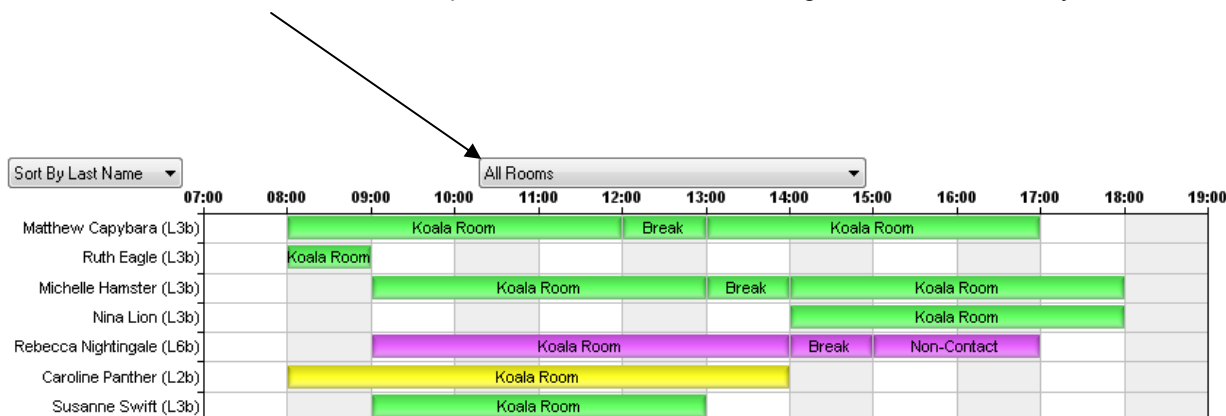 Sort By Last Name All Rooms
07:00 08:00 09:00 10:00 11:00 12:00 13:00 14:00 15:00 16:00 17:00 18:00 19:00
Matthew Capybara (L3b) Koala Room Break Koala Room
Ruth Eagle (L3b) Koala Room
Michelle Hamster (L3b) Koala Room Break Koala Room
Nina Lion (L3b) Koala Room
Rebecca Nightingale (L6b) Koala Room Break Non-Contact
Caroline Panther (L2b) Koala Room
Susanne Swift (L3b) Koala Room